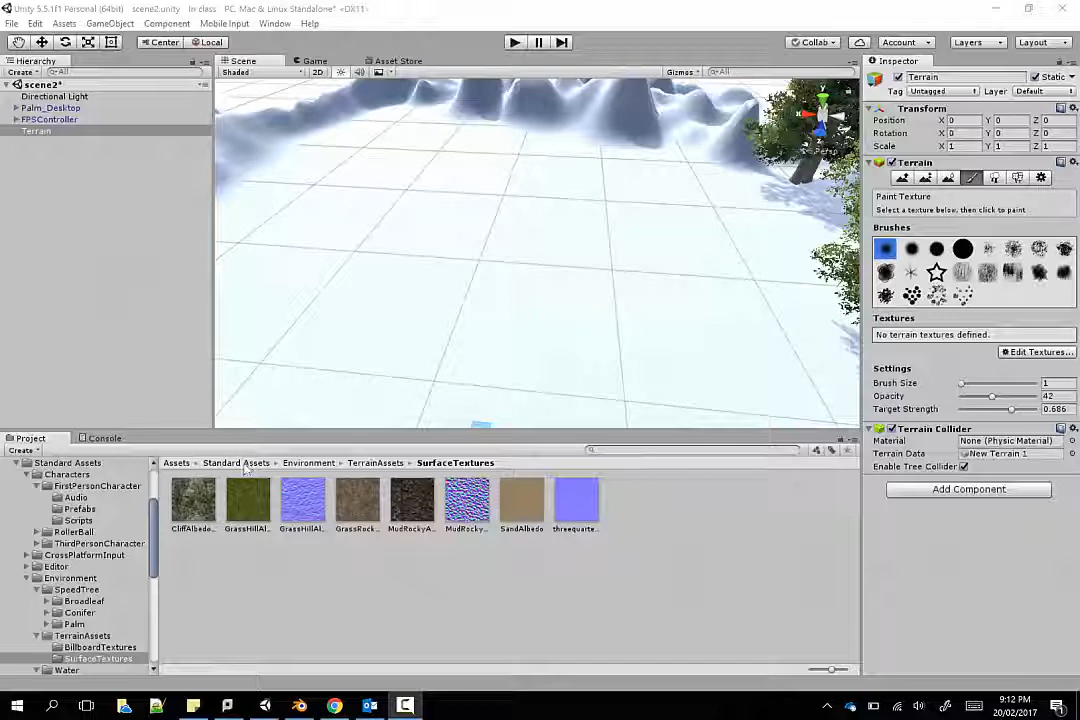 Unity 5.5.1f1 Personal (64bit) - scene2.unity - In class - PC, Mac & Linux Standalone* <DX11>
File Edit Assets GameObject Component Mobile Input Window Help
Center Local Collab Account Layers Layout
Hierarchy
Create All
scene2*
Directional Light
Palm_Desktop
FPSController
Terrain
Scene Game Asset Store
Shaded 2D Gizmos All
y
x
Persp
Inspector
Terrain Static
Tag Untagged Layer Default
Transform
Position X 0 Y 0 Z 0
Rotation X 0 Y 0 Z 0
Scale X 1 Y 1 Z 1
Terrain
Paint Texture
Select a texture below, then click to paint
Brushes
Textures
No terrain textures defined.
Edit Textures...
Settings
Brush Size 1
Opacity 42
Target Strength 0.686
Terrain Collider
Material None (Physic Material)
Terrain Data New Terrain 1
Enable Tree Collider
Add Component
Project Console
Create
Standard Assets
Characters
FirstPersonCharacter
Audio
Prefabs
Scripts
RollerBall
ThirdPersonCharacter
CrossPlatformInput
Editor
Environment
SpeedTree
Broadleaf
Conifer
Palm
TerrainAssets
BillboardTextures
SurfaceTextures
Water
Assets Standard Assets Environment TerrainAssets SurfaceTextures
CliffAlbedo... GrassHillAl... GrassHillAl... GrassRock... MudRockyA... MudRocky... SandAlbedo threequarte...
9:12 PM
20/02/2017